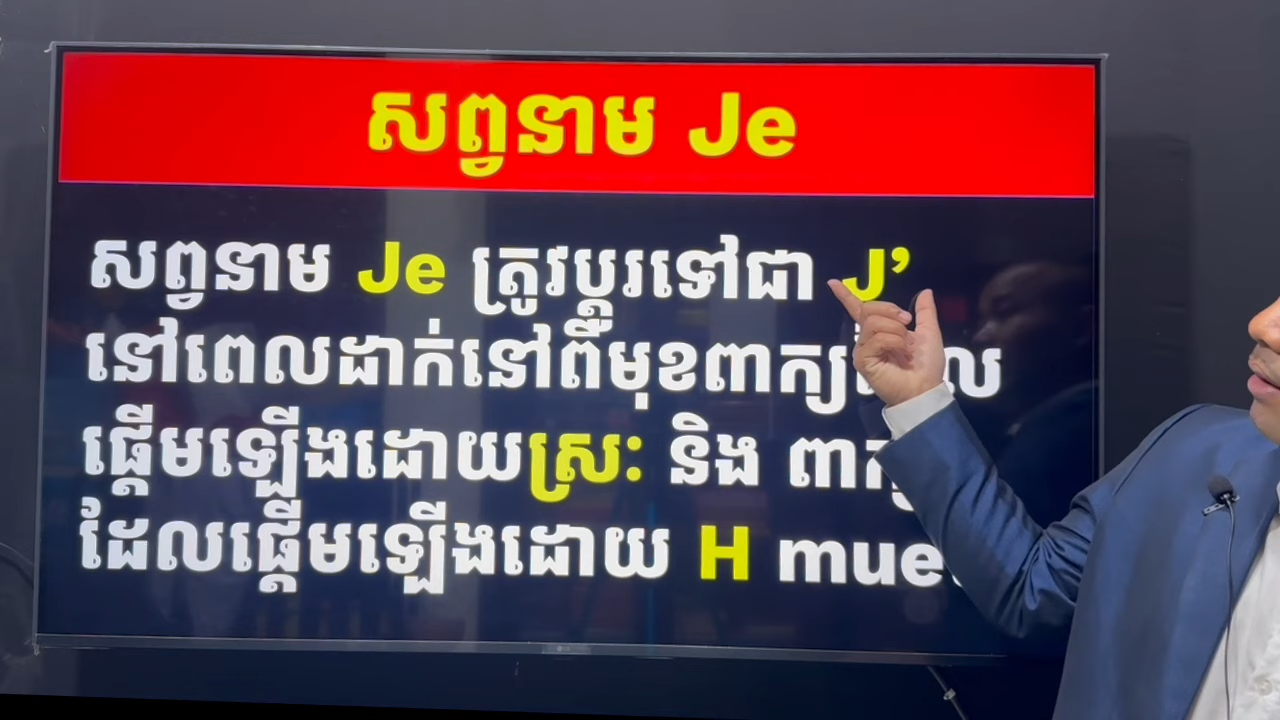 សព្វនាម Je
សព្វនាម Je ត្រូវប្តូរទៅជា J’
នៅពេលដាក់នៅពីមុខពាក្យ
ផ្តើមឡើងដោយស្រៈ និង
ដែលផ្តើមឡើងដោយ H
LG